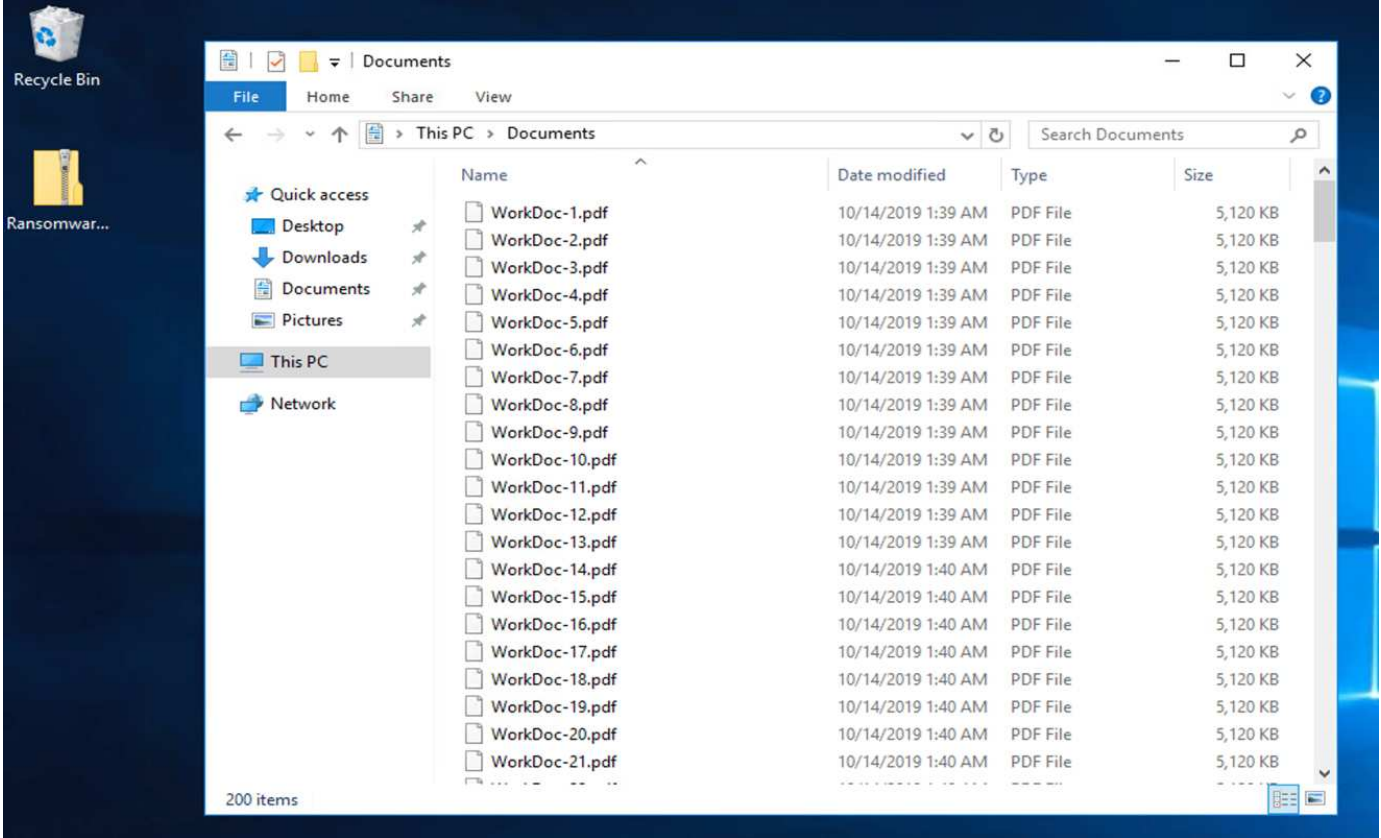 Recycle Bin
Ransomwar...
Documents
File Home Share View
This PC > Documents
Search Documents
Name Date modified Type Size
Quick access
Desktop
Downloads
Documents
Pictures
This PC
Network
WorkDoc-1.pdf 10/14/2019 1:39 AM PDF File 5,120 KB
WorkDoc-2.pdf 10/14/2019 1:39 AM PDF File 5,120 KB
WorkDoc-3.pdf 10/14/2019 1:39 AM PDF File 5,120 KB
WorkDoc-4.pdf 10/14/2019 1:39 AM PDF File 5,120 KB
WorkDoc-5.pdf 10/14/2019 1:39 AM PDF File 5,120 KB
WorkDoc-6.pdf 10/14/2019 1:39 AM PDF File 5,120 KB
WorkDoc-7.pdf 10/14/2019 1:39 AM PDF File 5,120 KB
WorkDoc-8.pdf 10/14/2019 1:39 AM PDF File 5,120 KB
WorkDoc-9.pdf 10/14/2019 1:39 AM PDF File 5,120 KB
WorkDoc-10.pdf 10/14/2019 1:39 AM PDF File 5,120 KB
WorkDoc-11.pdf 10/14/2019 1:39 AM PDF File 5,120 KB
WorkDoc-12.pdf 10/14/2019 1:39 AM PDF File 5,120 KB
WorkDoc-13.pdf 10/14/2019 1:39 AM PDF File 5,120 KB
WorkDoc-14.pdf 10/14/2019 1:40 AM PDF File 5,120 KB
WorkDoc-15.pdf 10/14/2019 1:40 AM PDF File 5,120 KB
WorkDoc-16.pdf 10/14/2019 1:40 AM PDF File 5,120 KB
WorkDoc-17.pdf 10/14/2019 1:40 AM PDF File 5,120 KB
WorkDoc-18.pdf 10/14/2019 1:40 AM PDF File 5,120 KB
WorkDoc-19.pdf 10/14/2019 1:40 AM PDF File 5,120 KB
WorkDoc-20.pdf 10/14/2019 1:40 AM PDF File 5,120 KB
WorkDoc-21.pdf 10/14/2019 1:40 AM PDF File 5,120 KB
200 items